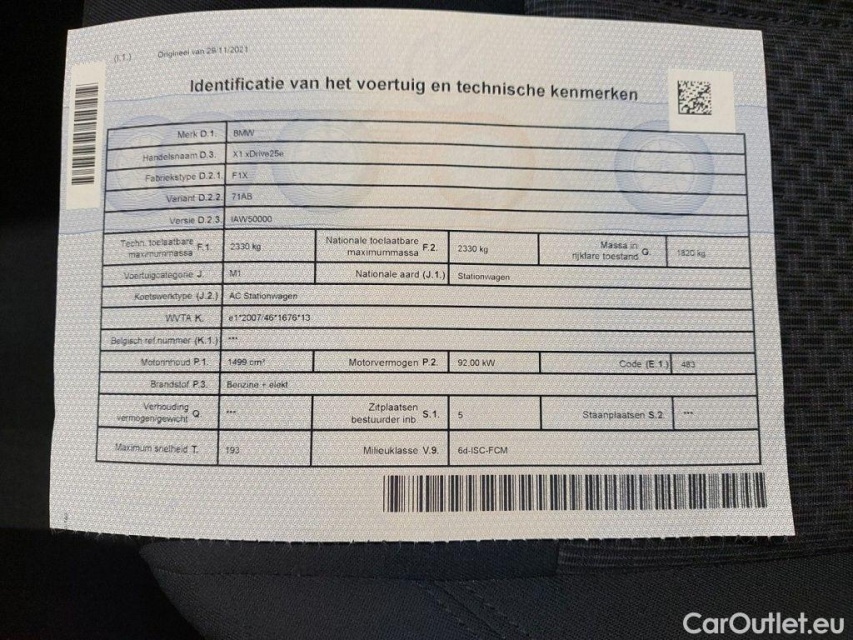 (I.1.) Origineel van 29/11/2021
Identificatie van het voertuig en technische kenmerken
Merk D.1. BMW
Handelsnaam D.3. X1 xDrive25e
Fabriekstype D.2.1. F1X
Variant D.2.2. 71AB
Versie D.2.3. IAW50000
Techn. toelaatbare maximummassa F.1. 2330 kg Nationale toelaatbare maximummassa F.2. 2330 kg Massa in rijklare toestand G. 1820 kg
Voertuigcategorie J. M1 Nationale aard (J.1.) Stationwagen
Koetswerktype (J.2.) AC Stationwagen
WVTA K. e1*2007/46*1676*13
Belgisch ref.nummer (K.1.) ***
Motorinhoud P.1. 1499 cm³ Motorvermogen P.2. 92.00 kW Code (E.1.) 483
Brandstof P.3. Benzine + elekt
Verhouding vermogen/gewicht Q. *** Zitplaatsen bestuurder inb. S.1. 5 Staanplaatsen S.2. ***
Maximum snelheid T. 193 Milieuklasse V.9. 6d-ISC-FCM
CarOutlet.eu